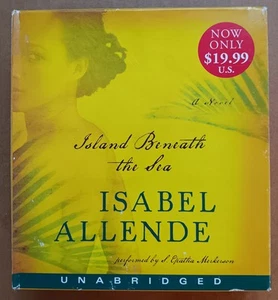 NOW
ONLY
$19.99
U.S.
a Novel
Island Beneath
the Sea
ISABEL
ALLENDE
performed by S. Epatha Merkerson
UNABRIDGED